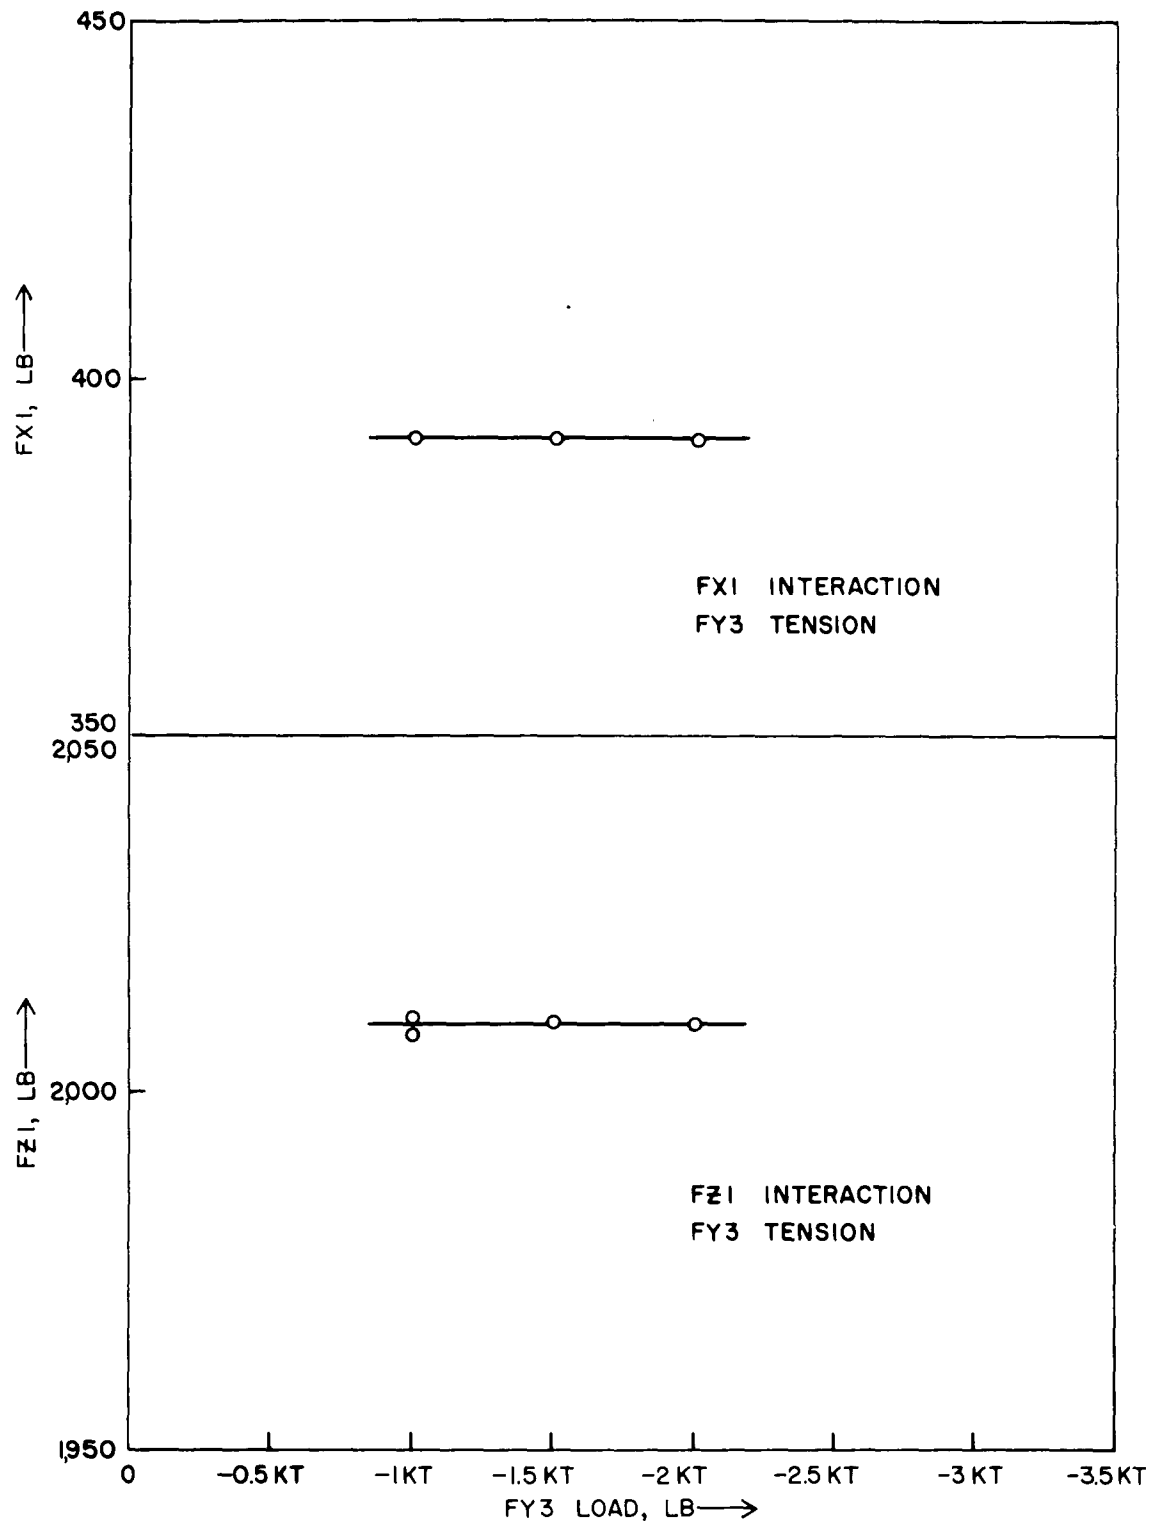 450
FX1, LB
400
FX1 INTERACTION
FY3 TENSION
350
2,050
FZ1, LB
2,000
FZ1 INTERACTION
FY3 TENSION
1,950
0 -0.5 KT -1 KT -1.5 KT -2 KT -2.5 KT -3 KT -3.5 KT
FY3 LOAD, LB